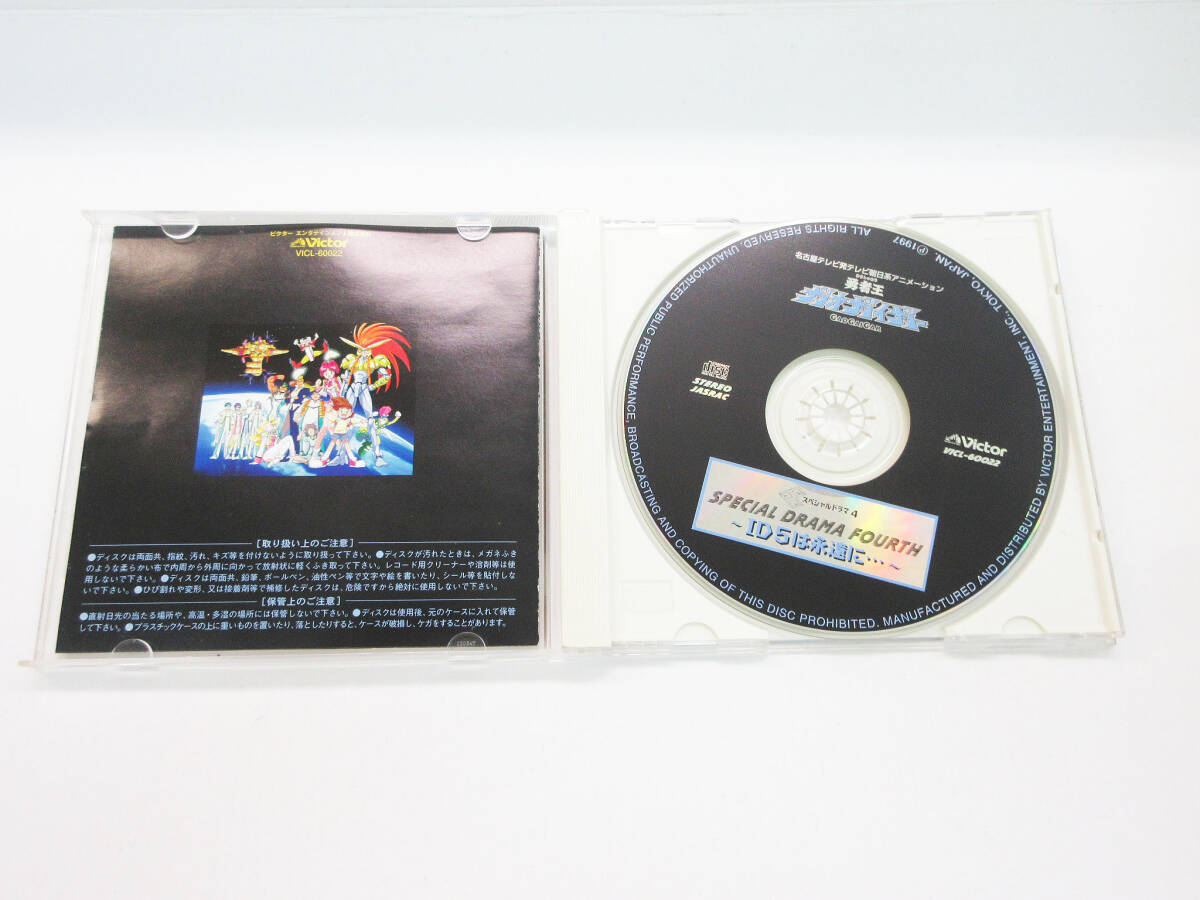 ビクター エンタテインメント株式会社
Victor
VICL-60022
[取り扱い上のご注意]
●ディスクは両面共、指紋、汚れ、キズ等を付けないように取り扱って下さい。●ディスクが汚れたときは、メガネふき
のような柔らかい布で内周から外周に向かって放射状に軽くふき取って下さい。レコード用クリーナーや溶剤等は使
用しないで下さい。●ディスクは両面共、鉛筆、ボールペン、油性ペン等で文字や絵を書いたり、シール等を貼付しな
いで下さい。●ひび割れや変形、又は接着剤等で補修したディスクは、危険ですから絶対に使用しないで下さい。
[保管上のご注意]
●直射日光の当たる場所や、高温・多湿の場所には保管しないで下さい。●ディスクは使用後、元のケースに入れて保管
して下さい。●プラスチックケースの上に重いものを置いたり、落としたりすると、ケースが破損し、ケガをすることがあります。
名古屋テレビ発テレビ朝日系アニメーション
勇者王
ガオガイガー
GAOGAIGAR
STEREO
JASRAC
Victor
VICL-60022
スペシャルドラマ4
SPECIAL DRAMA FOURTH
～ID5は永遠に…～
ALL RIGHTS RESERVED. UNAUTHORIZED PUBLIC PERFORMANCE, BROADCASTING AND COPYING OF THIS DISC PROHIBITED. MANUFACTURED AND DISTRIBUTED BY VICTOR ENTERTAINMENT, INC., TOKYO, JAPAN. ℗1997